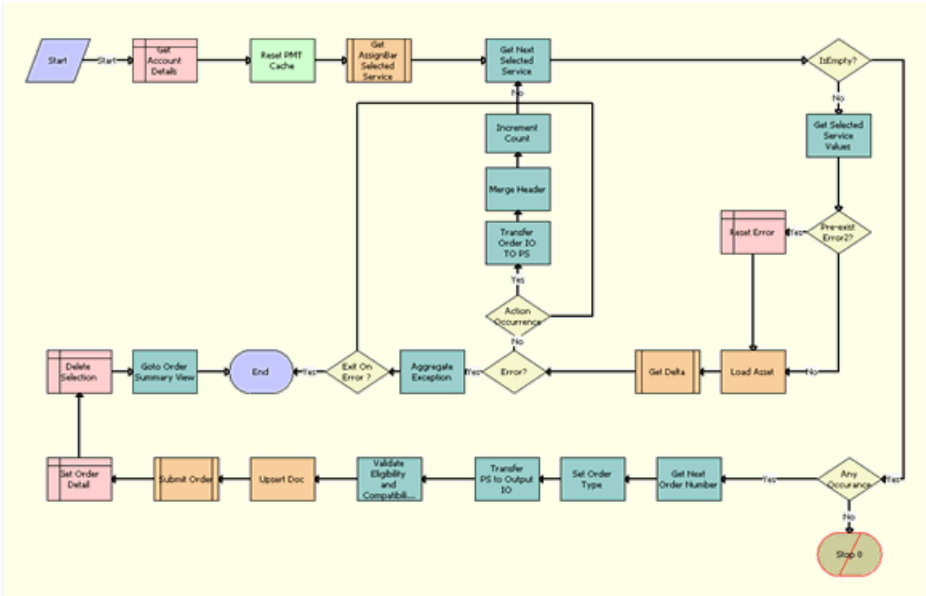 Start
Start
Get
Account
Details
Reset PMT
Cache
Get
AssignBar
Selected
Service
Get Next
Selected
Service
IsEmpty?
No
No
Increment
Count
Get Selected
Service
Values
Merge Header
Reset Error
Yes
Pre-exist
Error2?
Transfer
Order IO
TO PS
Yes
Action
Occurrence
No
Delete
Selection
Goto Order
Summary View
End
Yes
Exit On
Error ?
Aggregate
Exception
Yes
Error?
Get Delta
Load Asset
No
Get Order
Detail
Submit Order
Upsert Doc
Validate
Eligibility
and
Compatibili...
Transfer
PS to Output
IO
Set Order
Type
Get Next
Order Number
Yes
Any
Occurance
Yes
No
Stop 0